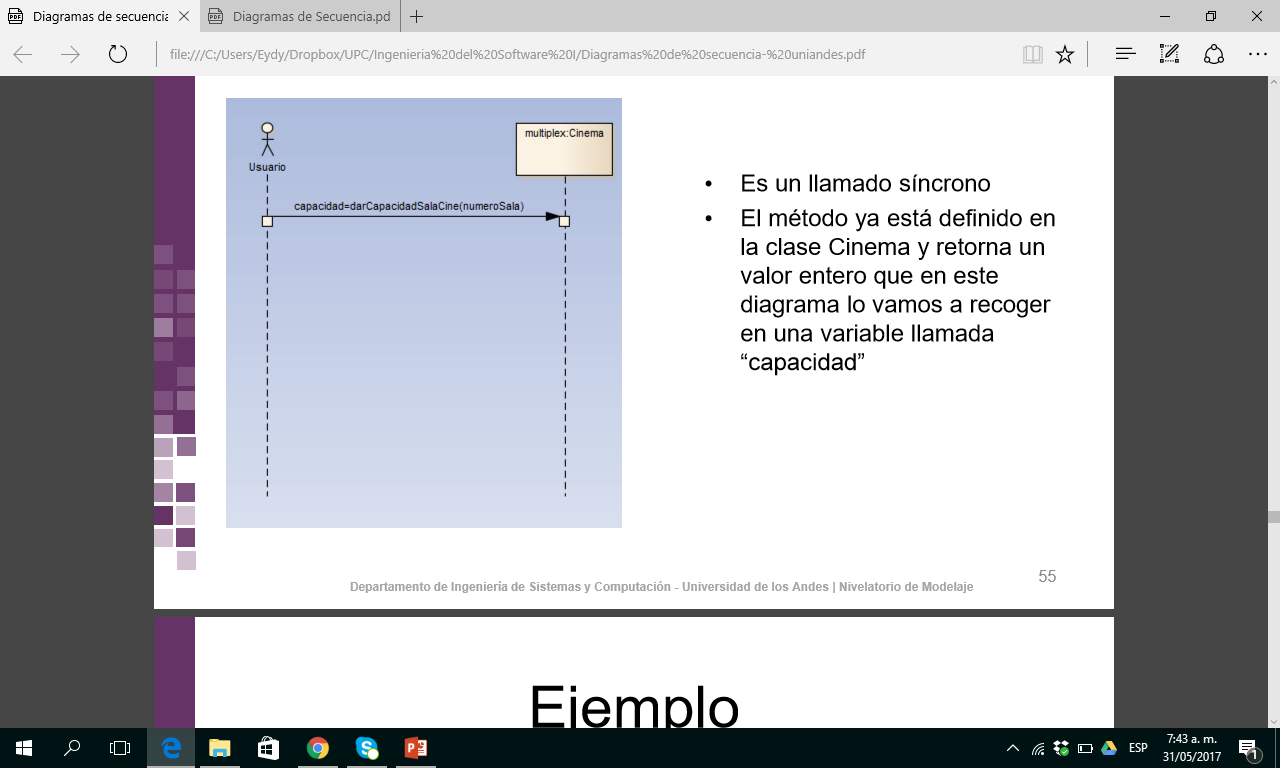 Diagramas de secuencia
Diagramas de Secuencia.pd
file:///C:/Users/Eydy/Dropbox/UPC/Ingenieria%20del%20Software%20I/Diagramas%20de%20secuencia-%20uniandes.pdf
Usuario
multiplex:Cinema
capacidad=darCapacidadSalaCine(numeroSala)
• Es un llamado síncrono
• El método ya está definido en
la clase Cinema y retorna un
valor entero que en este
diagrama lo vamos a recoger
en una variable llamada
“capacidad”
55
Departamento de Ingeniería de Sistemas y Computación - Universidad de los Andes | Nivelatorio de Modelaje
Ejemplo
ESP
7:43 a. m.
31/05/2017
1